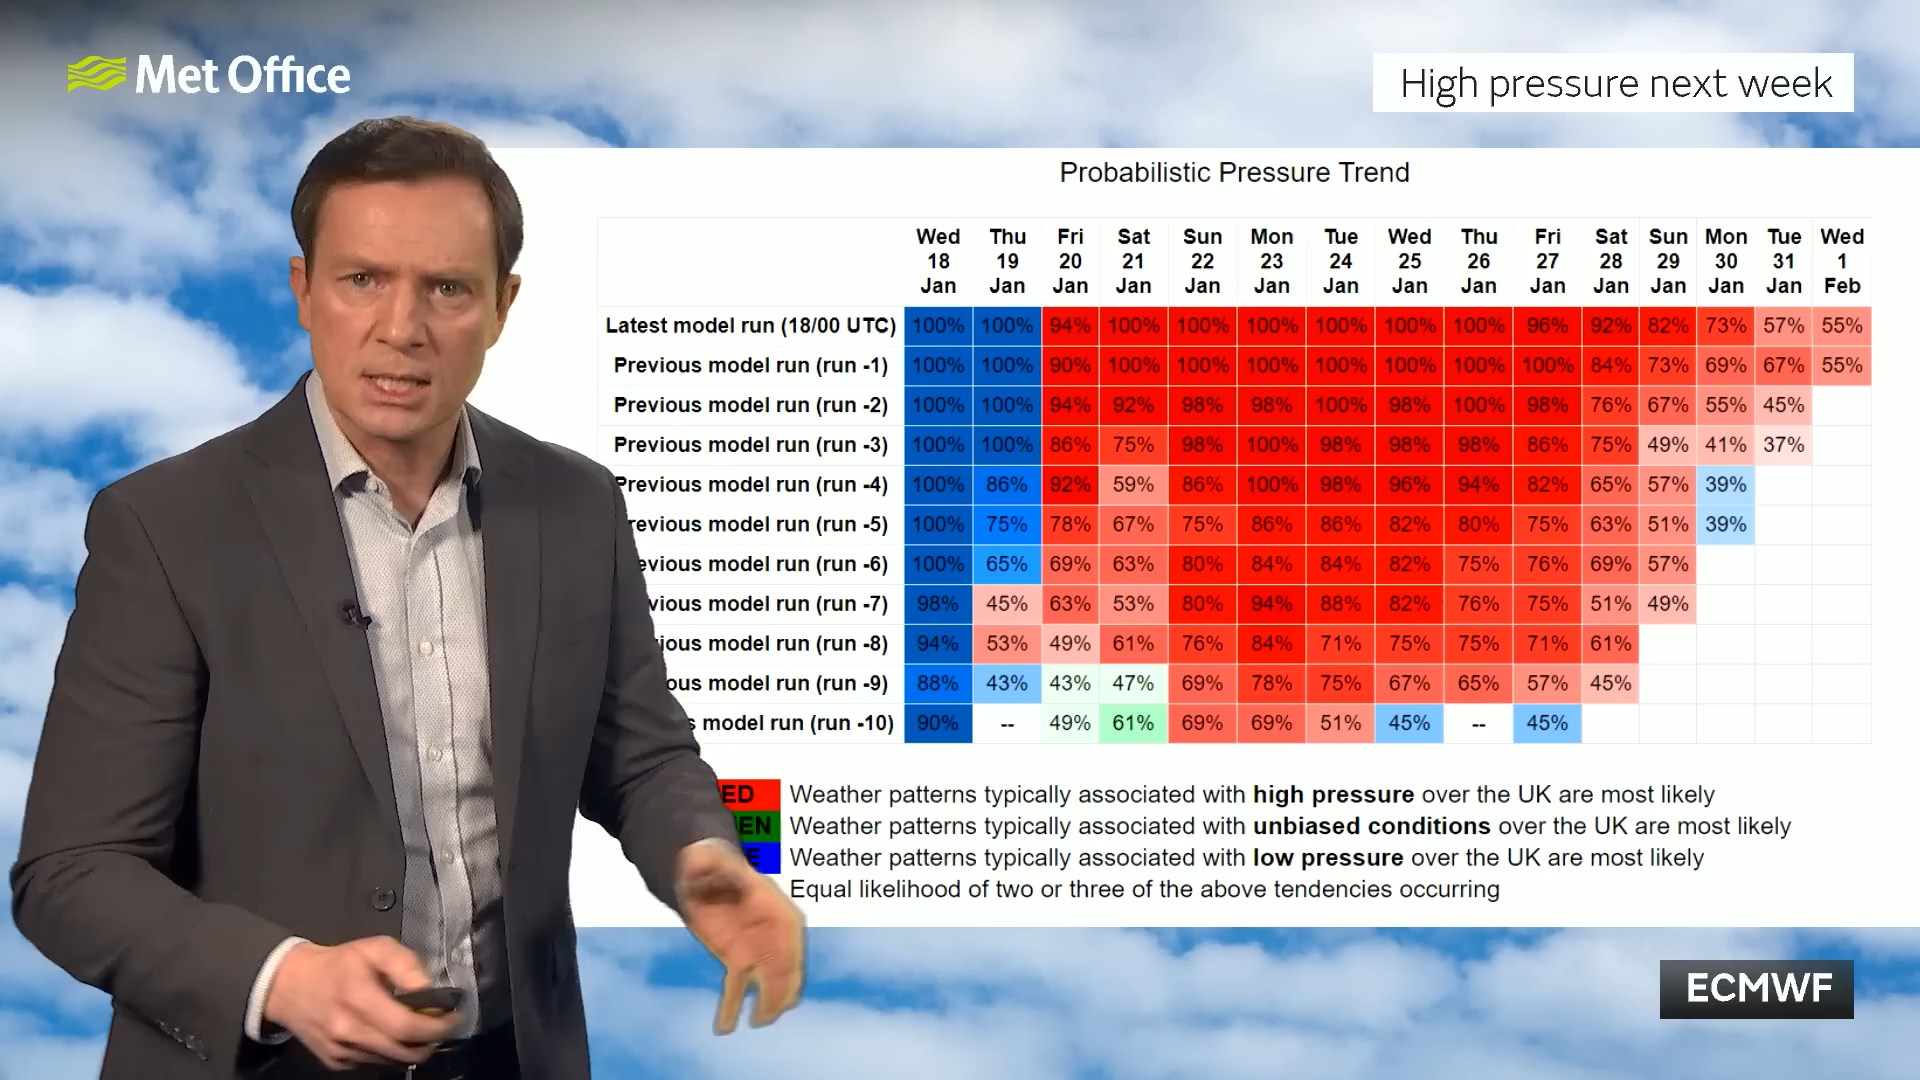 Met Office
High pressure next week
Probabilistic Pressure Trend
Wed 18 Jan Thu 19 Jan Fri 20 Jan Sat 21 Jan Sun 22 Jan Mon 23 Jan Tue 24 Jan Wed 25 Jan Thu 26 Jan Fri 27 Jan Sat 28 Jan Sun 29 Jan Mon 30 Jan Tue 31 Jan Wed 1 Feb
Latest model run (18/00 UTC) 100% 100% 94% 100% 100% 100% 100% 100% 100% 96% 92% 82% 73% 57% 55%
Previous model run (run -1) 100% 100% 90% 100% 100% 100% 100% 100% 100% 100% 84% 73% 69% 67% 55%
Previous model run (run -2) 100% 100% 94% 92% 98% 98% 100% 98% 100% 98% 76% 67% 55% 45%
Previous model run (run -3) 100% 100% 86% 75% 98% 100% 98% 98% 98% 86% 75% 49% 41% 37%
Previous model run (run -4) 100% 86% 92% 59% 86% 100% 98% 96% 94% 82% 65% 57% 39%
revious model run (run -5) 100% 75% 78% 67% 75% 86% 86% 82% 80% 75% 63% 51% 39%
evious model run (run -6) 100% 65% 69% 63% 80% 84% 84% 82% 75% 76% 69% 57%
vious model run (run -7) 98% 45% 63% 53% 80% 94% 88% 82% 76% 75% 51% 49%
ious model run (run -8) 94% 53% 49% 61% 76% 84% 71% 75% 75% 71% 61%
ous model run (run -9) 88% 43% 43% 47% 69% 78% 75% 67% 65% 57% 45%
s model run (run -10) 90% -- 49% 61% 69% 69% 51% 45% -- 45%
ED Weather patterns typically associated with high pressure over the UK are most likely
EN Weather patterns typically associated with unbiased conditions over the UK are most likely
E Weather patterns typically associated with low pressure over the UK are most likely
Equal likelihood of two or three of the above tendencies occurring
ECMWF